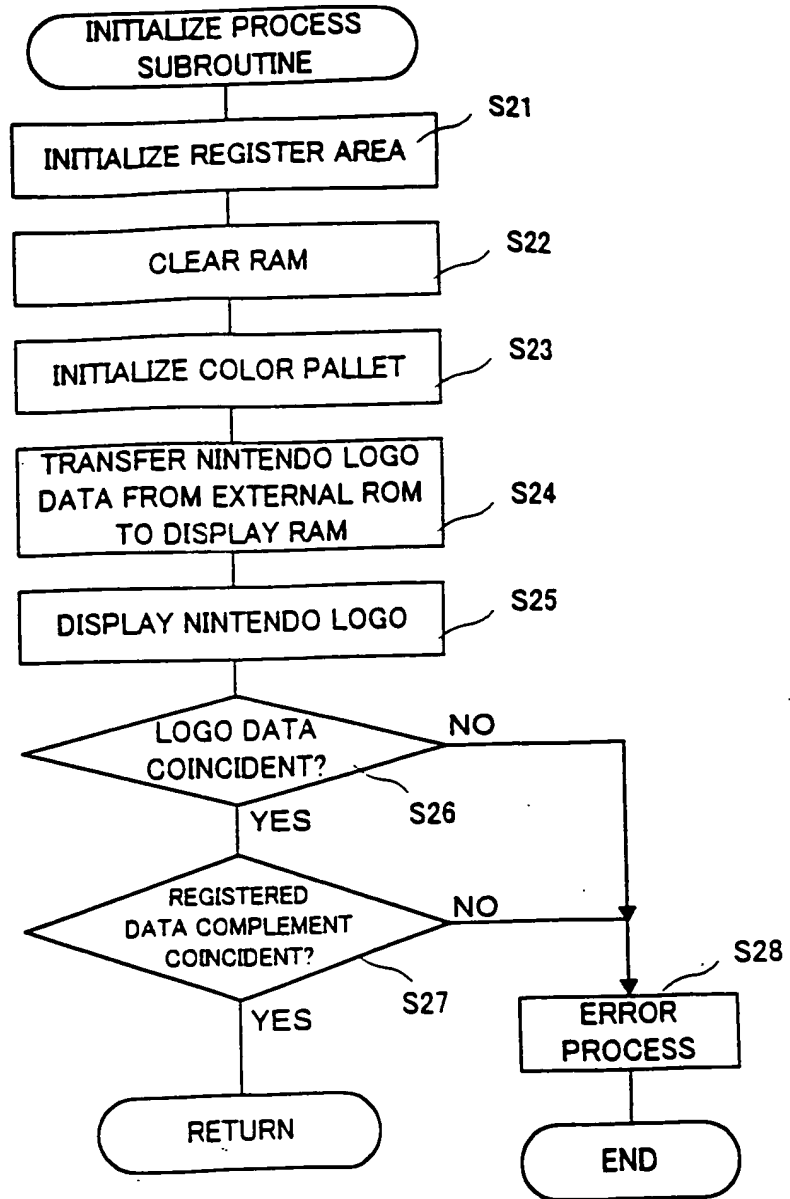 INITIALIZE PROCESS
SUBROUTINE
S21
INITIALIZE REGISTER AREA
S22
CLEAR RAM
S23
INITIALIZE COLOR PALLET
TRANSFER NINTENDO LOGO
DATA FROM EXTERNAL ROM
TO DISPLAY RAM
S24
S25
DISPLAY NINTENDO LOGO
LOGO DATA
COINCIDENT?
NO
S26
YES
REGISTERED
DATA COMPLEMENT
COINCIDENT?
NO
S27
YES
S28
ERROR
PROCESS
RETURN
END